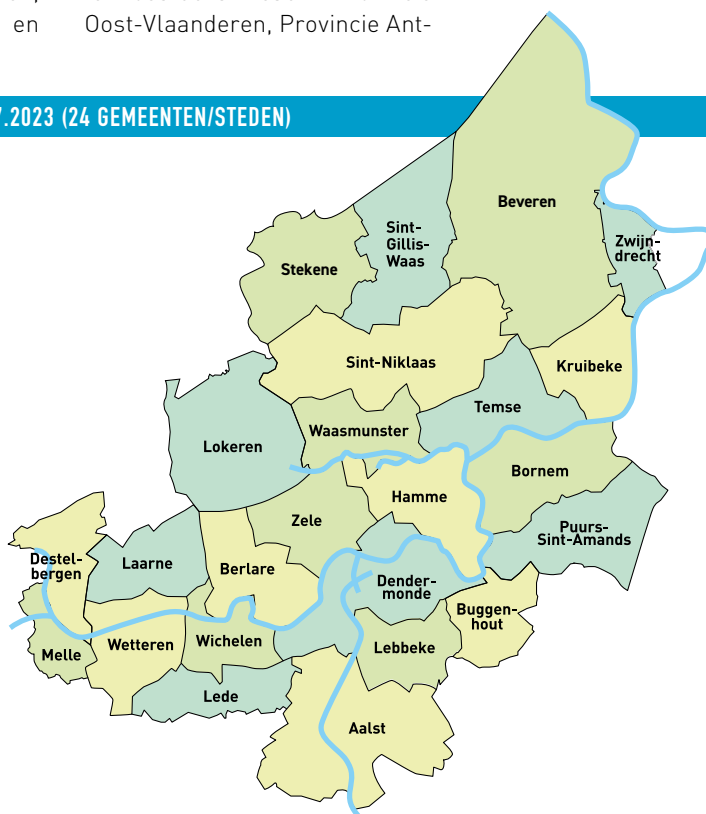 en Oost-Vlaanderen, Provincie Ant-
.2023 (24 GEMEENTEN/STEDEN)
Beveren
Sint-
Gillis-
Waas
Zwijn-
drecht
Stekene
Sint-Niklaas
Kruibeke
Temse
Waasmunster
Lokeren
Bornem
Hamme
Zele
Puurs-
Sint-Amands
Destel-
bergen
Laarne
Berlare
Dender-
monde
Buggen-
hout
Wetteren
Wichelen
Lebbeke
Melle
Lede
Aalst